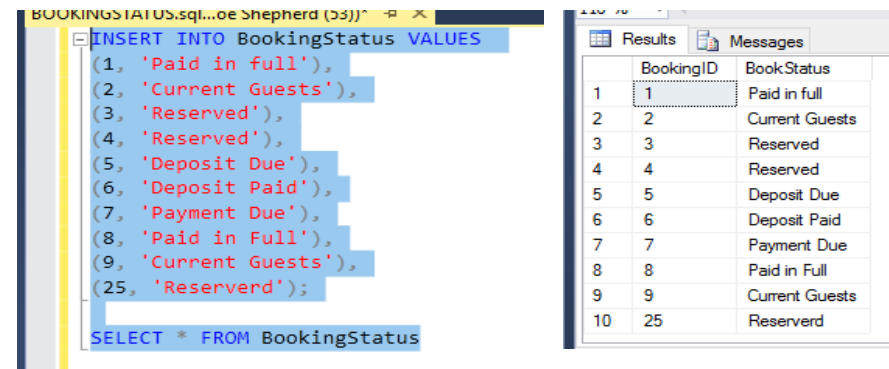 BOOKINGSTATUS.sql...oe Shepherd (53))*
INSERT INTO BookingStatus VALUES
(1, 'Paid in full'),
(2, 'Current Guests'),
(3, 'Reserved'),
(4, 'Reserved'),
(5, 'Deposit Due'),
(6, 'Deposit Paid'),
(7, 'Payment Due'),
(8, 'Paid in Full'),
(9, 'Current Guests'),
(25, 'Reserverd');
SELECT * FROM BookingStatus
Results Messages
BookingID BookStatus
1 1 Paid in full
2 2 Current Guests
3 3 Reserved
4 4 Reserved
5 5 Deposit Due
6 6 Deposit Paid
7 7 Payment Due
8 8 Paid in Full
9 9 Current Guests
10 25 Reserverd